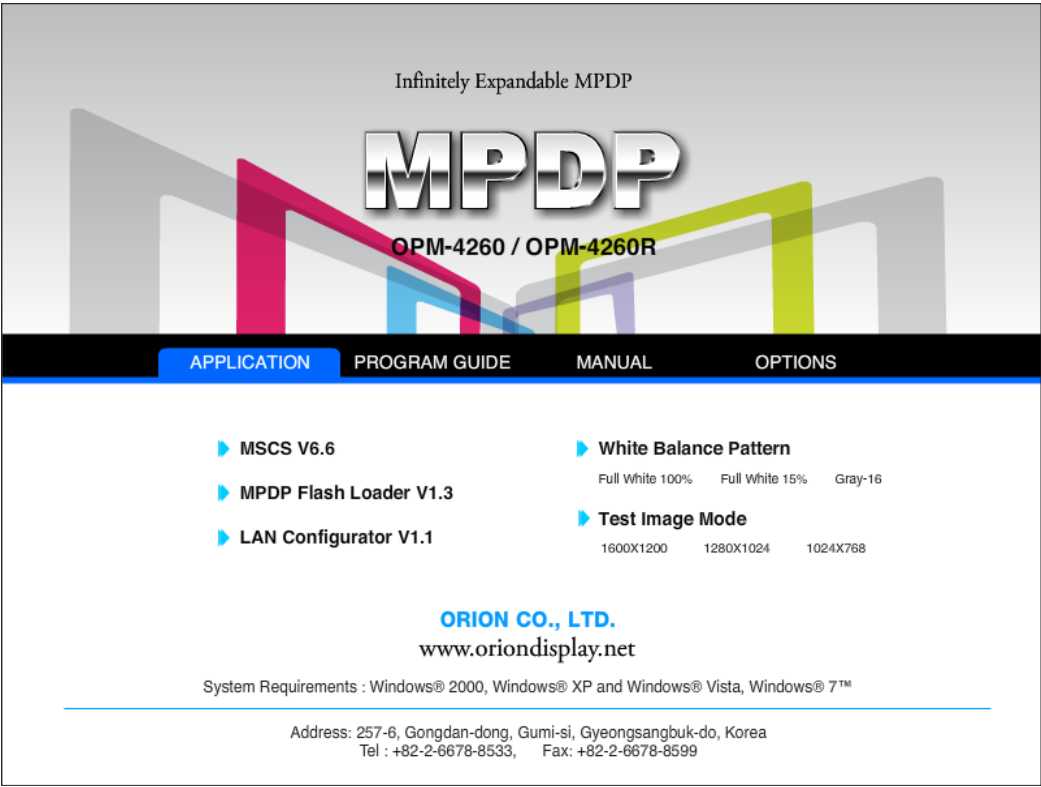 Infinitely Expandable MPDP
MPDP
OPM-4260 / OPM-4260R
APPLICATION PROGRAM GUIDE MANUAL OPTIONS
MSCS V6.6
MPDP Flash Loader V1.3
LAN Configurator V1.1
White Balance Pattern
Full White 100% Full White 15% Gray-16
Test Image Mode
1600X1200 1280X1024 1024X768
ORION CO., LTD.
www.oriondisplay.net
System Requirements : Windows® 2000, Windows® XP and Windows® Vista, Windows® 7™
Address: 257-6, Gongdan-dong, Gumi-si, Gyeongsangbuk-do, Korea
Tel : +82-2-6678-8533, Fax: +82-2-6678-8599